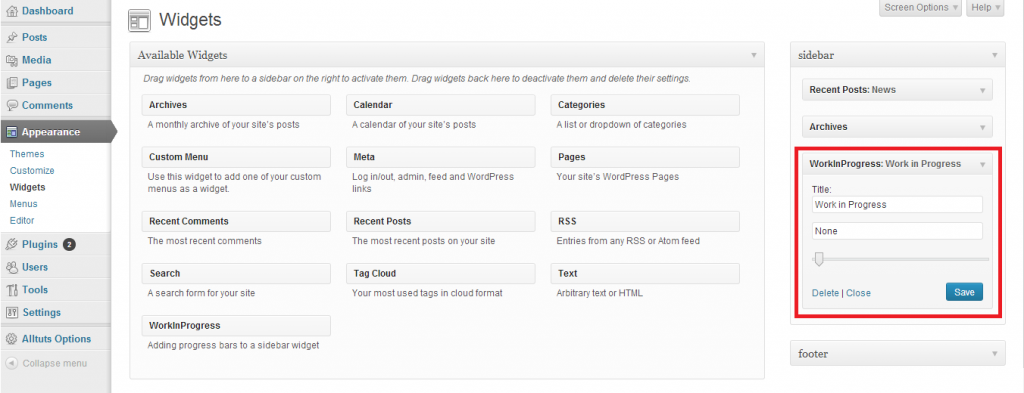 Dashboard
Posts
Media
Pages
Comments
Appearance
Themes
Customize
Widgets
Menus
Editor
Plugins 2
Users
Tools
Settings
Alltuts Options
Collapse menu
Screen Options
Help
Widgets
Available Widgets
Drag widgets from here to a sidebar on the right to activate them. Drag widgets back here to deactivate them and delete their settings.
Archives
A monthly archive of your site's posts
Calendar
A calendar of your site's posts
Categories
A list or dropdown of categories
Custom Menu
Use this widget to add one of your custom
menus as a widget.
Meta
Log in/out, admin, feed and WordPress
links
Pages
Your site's WordPress Pages
Recent Comments
The most recent comments
Recent Posts
The most recent posts on your site
RSS
Entries from any RSS or Atom feed
Search
A search form for your site
Tag Cloud
Your most used tags in cloud format
Text
Arbitrary text or HTML
WorkInProgress
Adding progress bars to a sidebar widget
sidebar
Recent Posts: News
Archives
WorkInProgress: Work in Progress
Title:
Work in Progress
None
Delete | Close
Save
footer